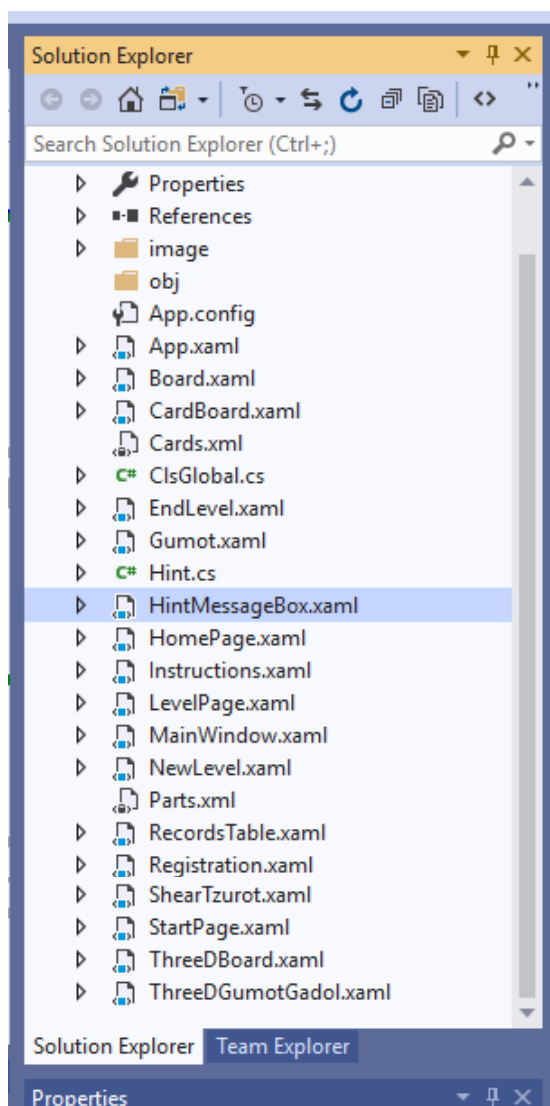 Solution Explorer
Search Solution Explorer (Ctrl+;)
Properties
References
image
obj
App.config
App.xaml
Board.xaml
CardBoard.xaml
Cards.xml
C# ClsGlobal.cs
EndLevel.xaml
Gumot.xaml
C# Hint.cs
HintMessageBox.xaml
HomePage.xaml
Instructions.xaml
LevelPage.xaml
MainWindow.xaml
NewLevel.xaml
Parts.xml
RecordsTable.xaml
Registration.xaml
ShearTzurot.xaml
StartPage.xaml
ThreeDBoard.xaml
ThreeDGumotGadol.xaml
Solution Explorer Team Explorer
Properties